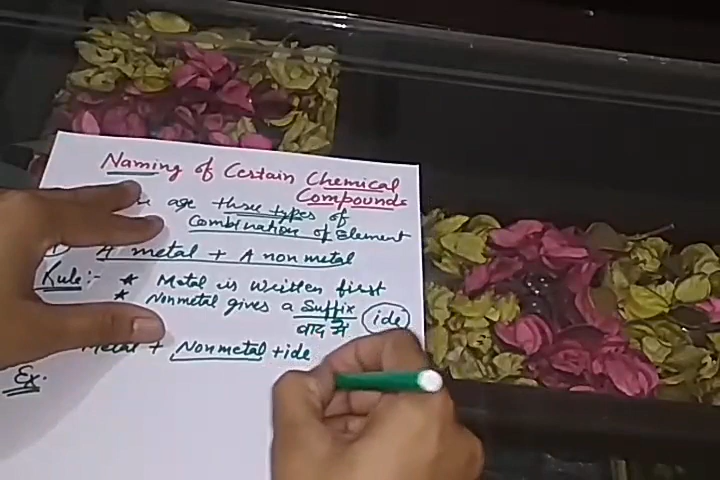 Naming of Certain Chemical
Compounds
age three types of
Combination of Element
A metal + A non metal
Rule :- * Metal is written first
* Nonmetal gives a Suffix
बाद में ide
Metal + Nonmetal + ide
Ex.